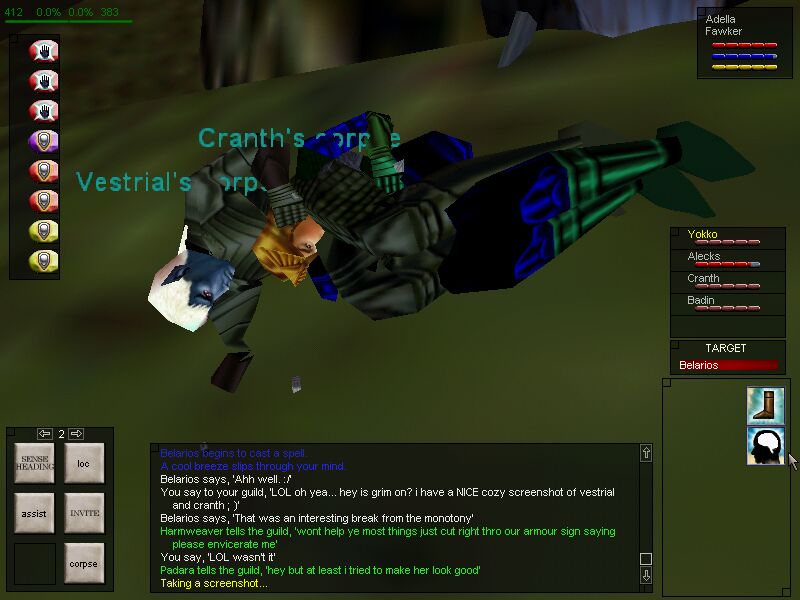 412 0.0% 0.0% 383
Adella
Fawker
Cranth's corpse
Vestrial's corp
Yokko
Alecks
Cranth
Badin
TARGET
Belarios
2
SENSE
HEADING
loc
assist
INVITE
corpse
Belarios begins to cast a spell.
A cool breeze slips through your mind.
Belarios says, 'Ahh well. :/'
You say to your guild, 'LOL oh yea... hey is grim on? i have a NICE cozy screenshot of vestrial
and cranth ; )'
Belarios says, 'That was an interesting break from the monotony'
Harmweaver tells the guild, 'wont help ye most things just cut right thro our armour sign saying
please envicerate me'
You say, 'LOL wasn't it'
Padara tells the guild, 'hey but at least i tried to make her look good'
Taking a screenshot...